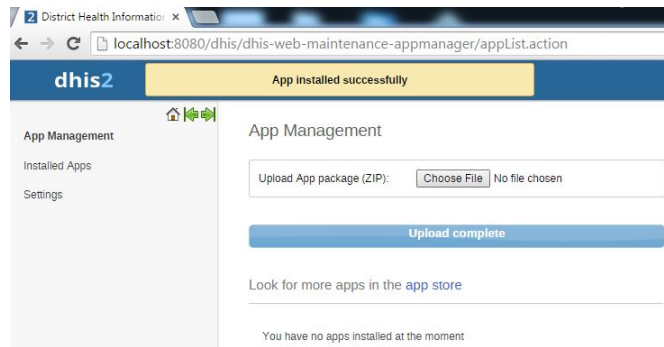 2 District Health Informatio x
localhost:8080/dhis/dhis-web-maintenance-appmanager/appList.action
dhis2
App installed successfully
App Management
Installed Apps
Settings
App Management
Upload App package (ZIP): Choose File No file chosen
Upload complete
Look for more apps in the app store
You have no apps installed at the moment